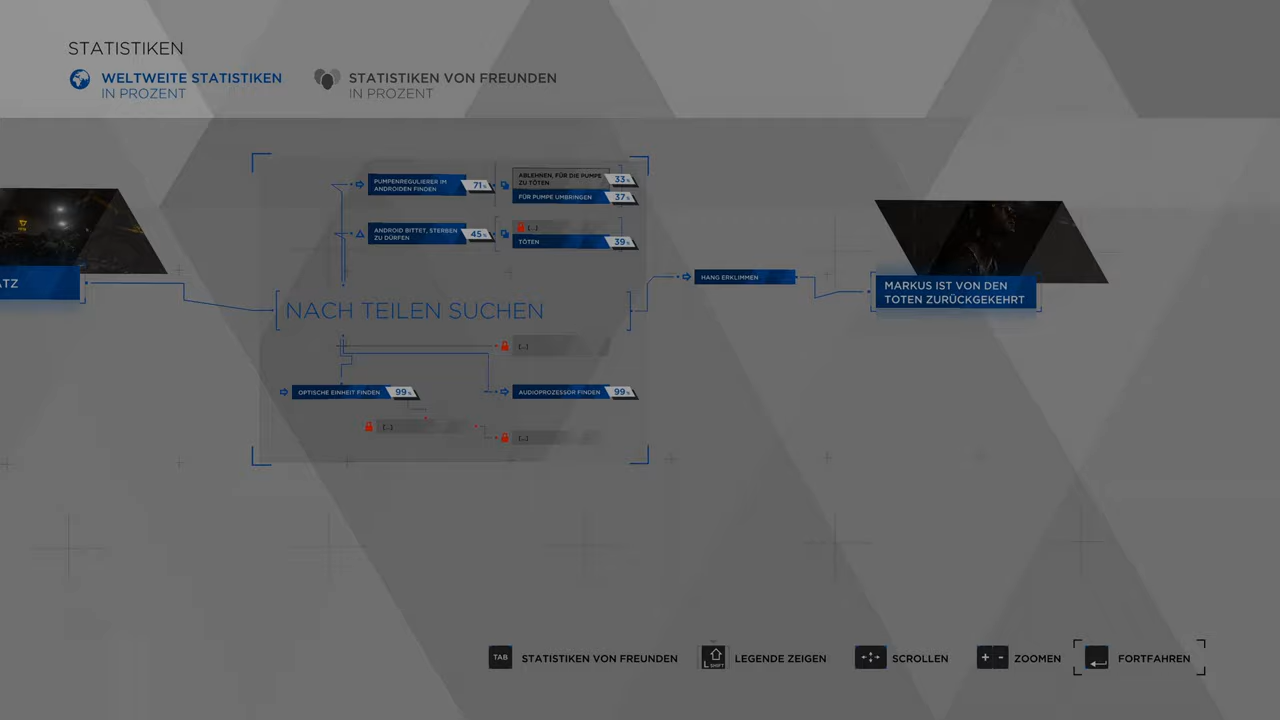 STATISTIKEN
WELTWEITE STATISTIKEN
IN PROZENT
STATISTIKEN VON FREUNDEN
IN PROZENT
PUMPENREGULIERER IM
ANDROIDEN FINDEN
71%
ABLEHNEN, FÜR DIE PUMPE
ZU TÖTEN
33%
FÜR PUMPE UMBRINGEN
37%
ANDROID BITTET, STERBEN
ZU DÜRFEN
45%
[...]
TÖTEN
39%
ATZ
HANG ERKLIMMEN
MARKUS IST VON DEN
TOTEN ZURÜCKGEKEHRT
NACH TEILEN SUCHEN
[...]
OPTISCHE EINHEIT FINDEN
99%
AUDIOPROZESSOR FINDEN
99%
[...]
[...]
TAB
STATISTIKEN VON FREUNDEN
L SHIFT
LEGENDE ZEIGEN
SCROLLEN
+ -
ZOOMEN
FORTFAHREN